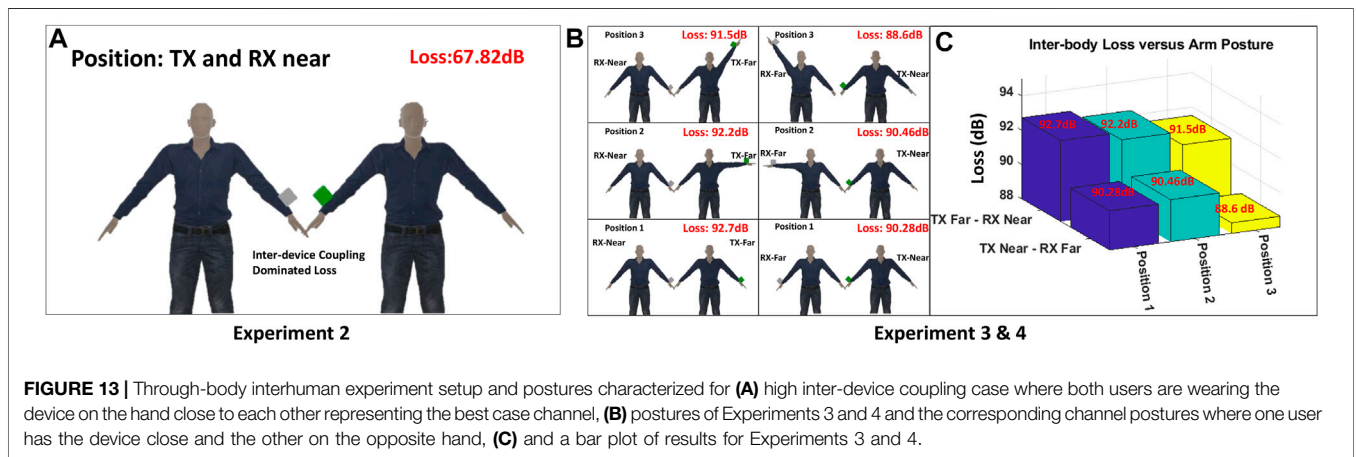 A
Position: TX and RX near
Loss:67.82dB
Inter-device Coupling
Dominated Loss
Experiment 2
B
Position 3
Loss: 91.5dB
RX-Near
TX-Far
Position 3
Loss: 88.6dB
RX-Far
TX-Near
Position 2
Loss: 92.2dB
RX-Near
TX-Far
Position 2
Loss: 90.46dB
RX-Far
TX-Near
Position 1
Loss: 92.7dB
RX-Near
TX-Far
Position 1
Loss: 90.28dB
RX-Far
TX-Near
Experiment 3 & 4
C
Inter-body Loss versus Arm Posture
Loss (dB)
94
92
90
88
92.7dB
92.2dB
91.5dB
90.28dB
90.46dB
88.6 dB
TX Far - RX Near
TX Near - RX Far
Position 1
Position 2
Position 3
FIGURE 13 | Through-body interhuman experiment setup and postures characterized for (A) high inter-device coupling case where both users are wearing the
device on the hand close to each other representing the best case channel, (B) postures of Experiments 3 and 4 and the corresponding channel postures where one user
has the device close and the other on the opposite hand, (C) and a bar plot of results for Experiments 3 and 4.